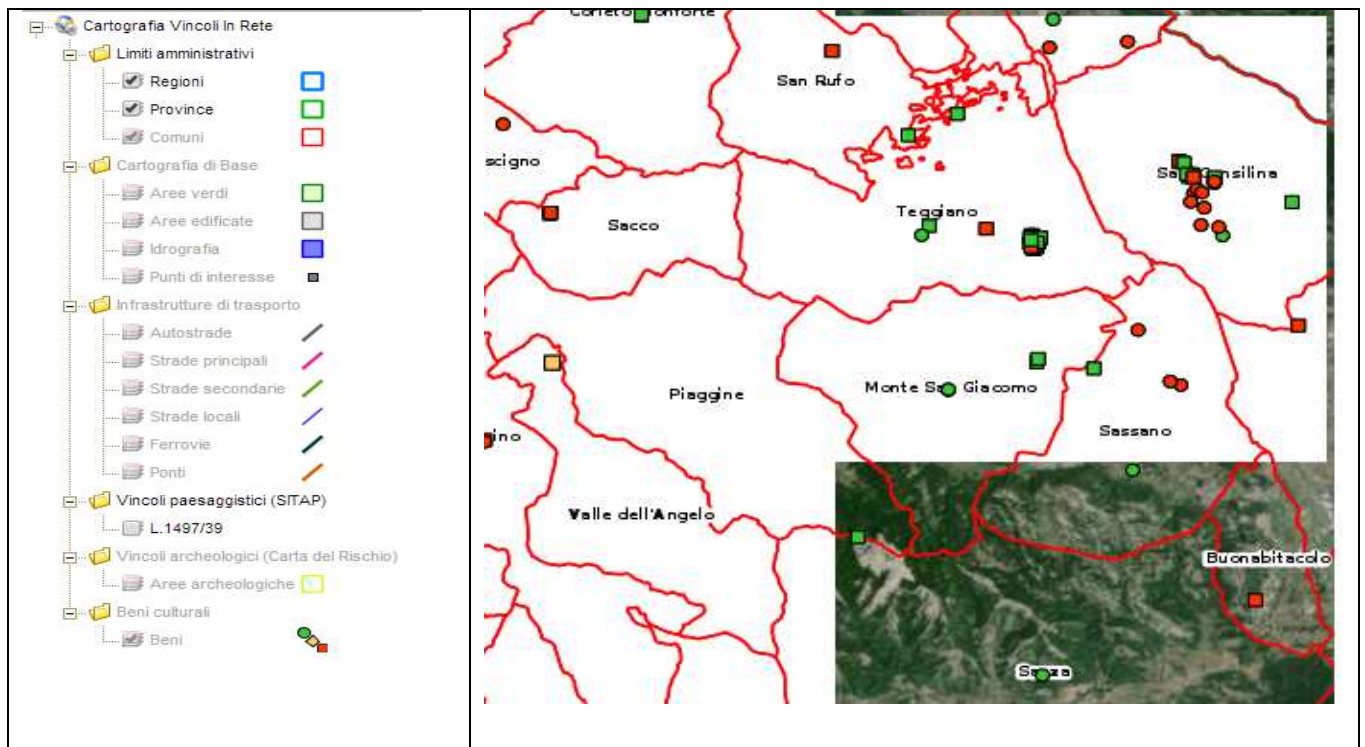 Cartografia Vincoli In Rete
Limiti amministrativi
Regioni
Province
Comuni
Cartografia di Base
Aree verdi
Aree edificate
Idrografia
Punti di interesse
Infrastrutture di trasporto
Autostrade
Strade principali
Strade secondarie
Strade locali
Ferrovie
Ponti
Vincoli paesaggistici (SITAP)
L.1497/39
Vincoli archeologici (Carta del Rischio)
Aree archeologiche
Beni culturali
Beni
San Rufo
scigno
Sacco
Teggiano
Piaggine
Monte San Giacomo
Sassano
ino
Valle dell'Angelo
Buonabitacolo
Sanza